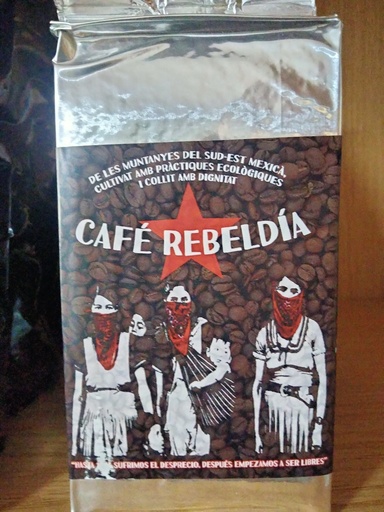 DE LES MUNTANYES DEL SUD-EST MEXICÀ,
CULTIVAT AMB PRÀCTIQUES ECOLÒGIQUES
I COLLIT AMB DIGNITAT
CAFÉ REBELDÍA
"HASTA SUFRIMOS EL DESPRECIO, DESPUÉS EMPEZAMOS A SER LIBRES"